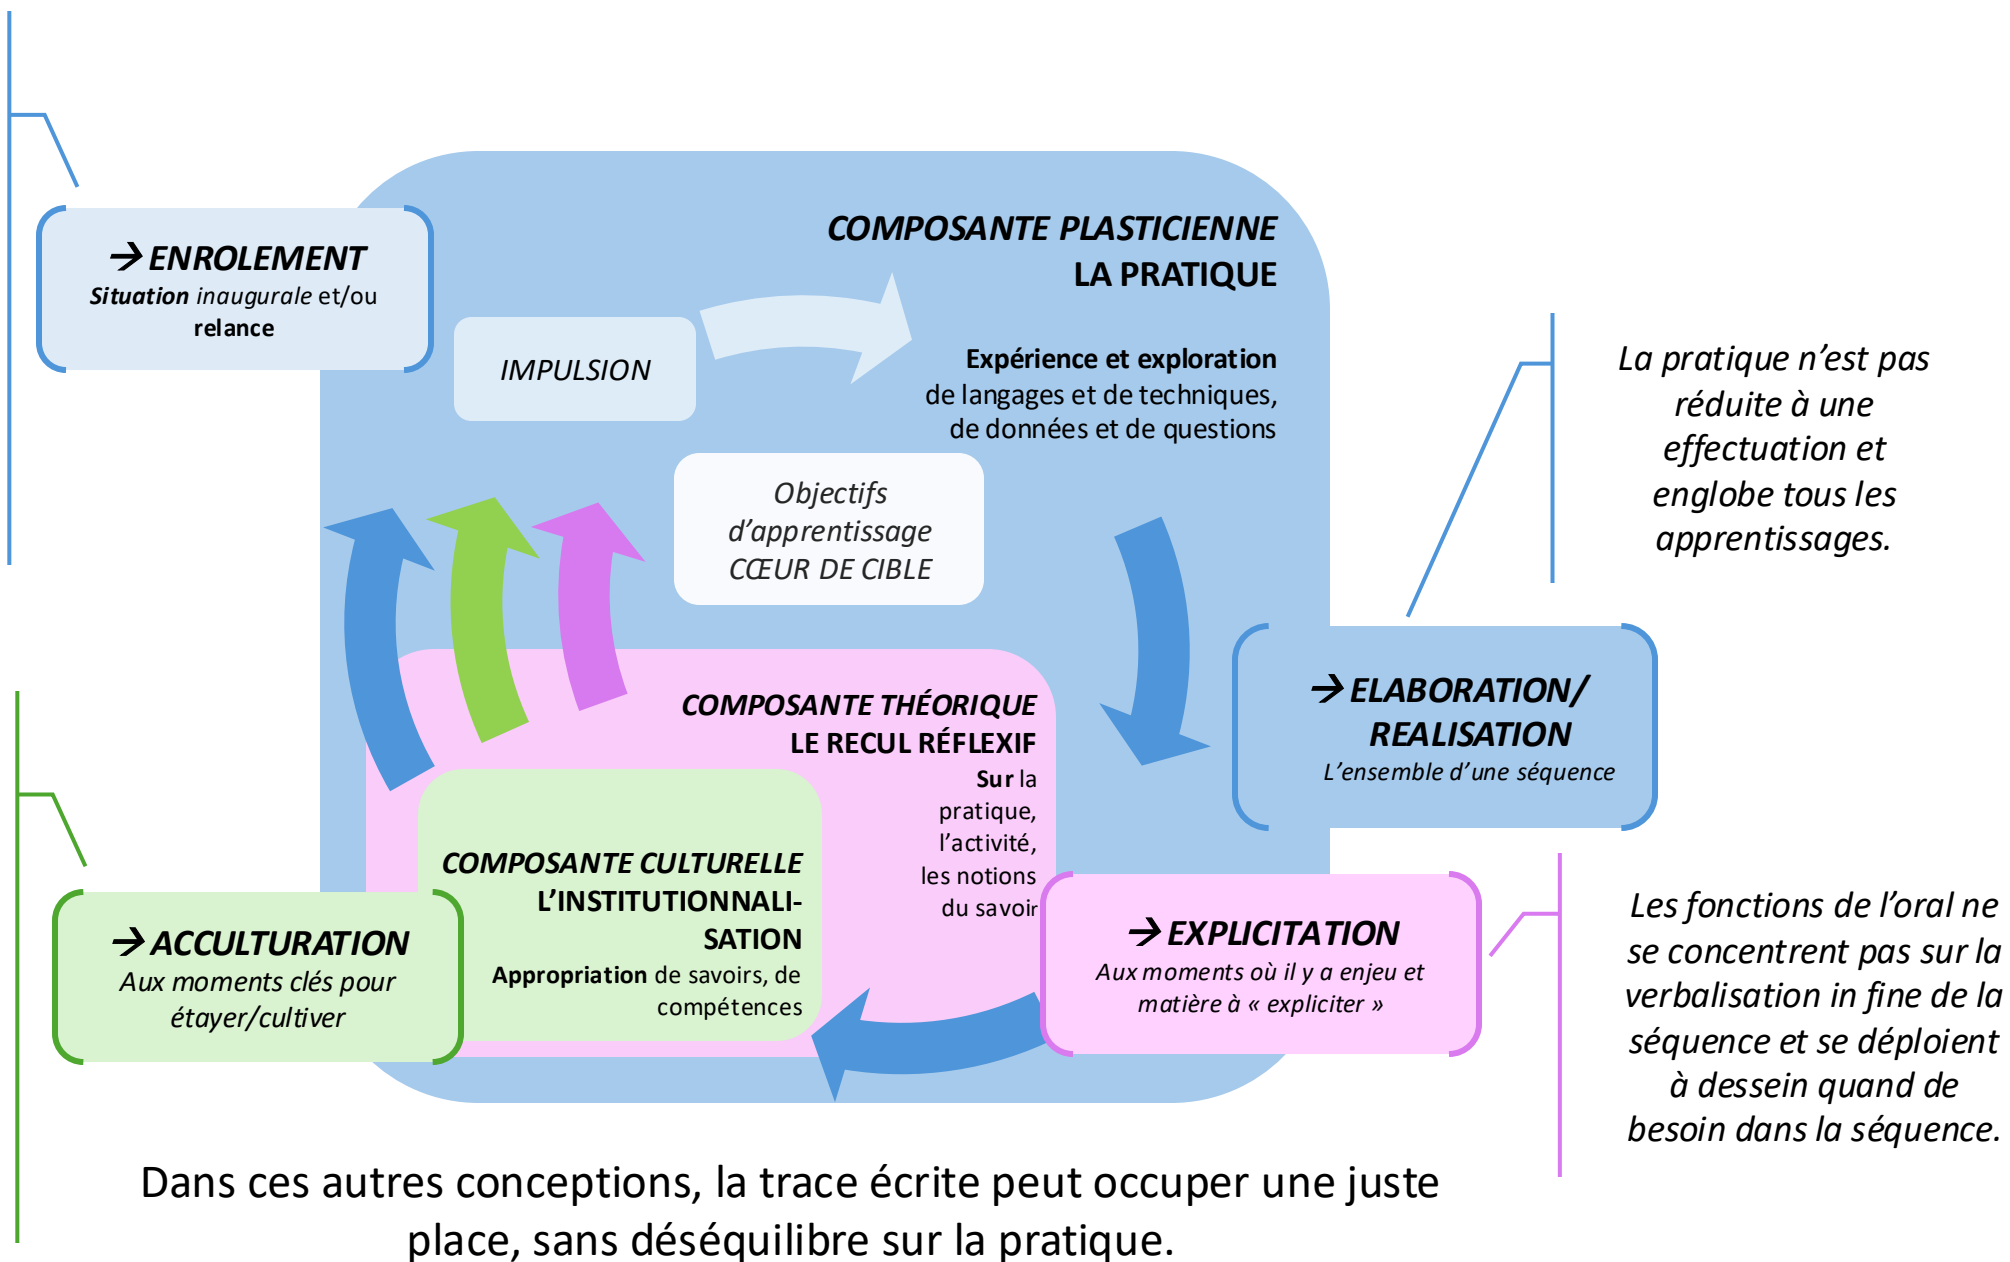 → ENROLEMENT
Situation inaugurale et/ou
relance
COMPOSANTE PLASTICIENNE
LA PRATIQUE
IMPULSION
Expérience et exploration
de langages et de techniques,
de données et de questions
Objectifs
d’apprentissage
CŒUR DE CIBLE
La pratique n’est pas
réduite à une
effectuation et
englobe tous les
apprentissages.
→ ELABORATION/
REALISATION
L’ensemble d’une séquence
COMPOSANTE THÉORIQUE
LE RECUL RÉFLEXIF
Sur la
pratique,
l’activité,
les notions
du savoir
COMPOSANTE CULTURELLE
L’INSTITUTIONNALI-
SATION
Appropriation de savoirs, de
compétences
→ ACCULTURATION
Aux moments clés pour
étayer/cultiver
→ EXPLICITATION
Aux moments où il y a enjeu et
matière à « expliciter »
Les fonctions de l’oral ne
se concentrent pas sur la
verbalisation in fine de la
séquence et se déploient
à dessein quand de
besoin dans la séquence.
Dans ces autres conceptions, la trace écrite peut occuper une juste
place, sans déséquilibre sur la pratique.